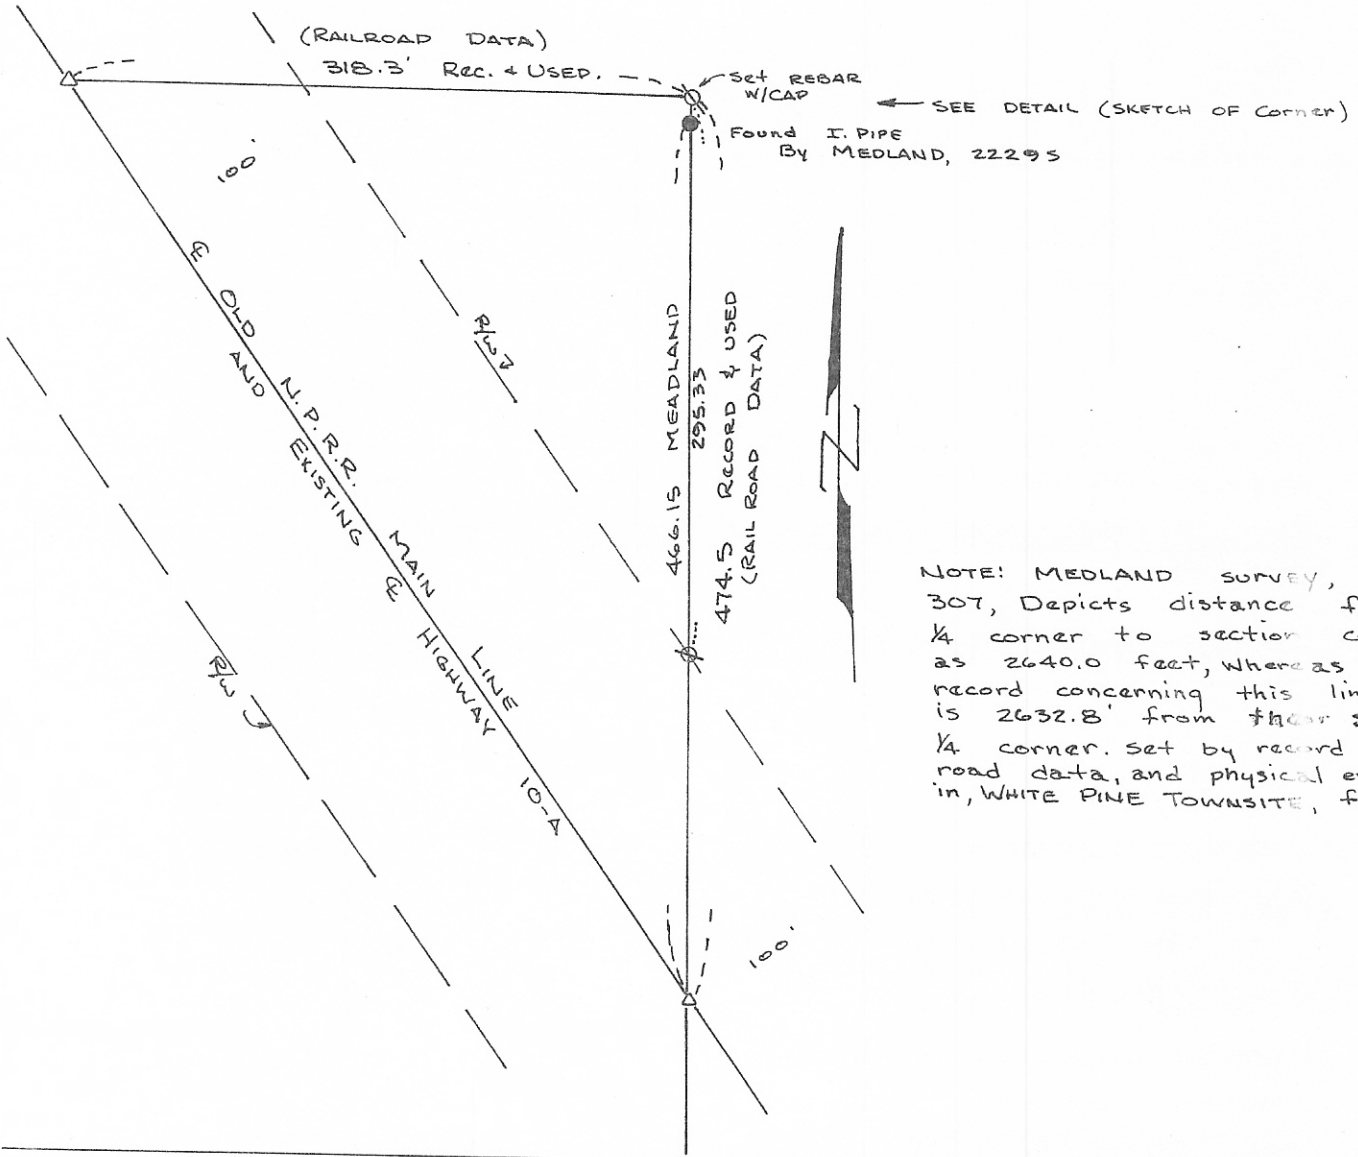 (RAILROAD DATA)
318.3' Rec. & USED.
Set REBAR
W/CAP
SEE DETAIL (SKETCH OF Corner)
Found I. PIPE
By MEDLAND, 2229S
100'
R/W
℄ OLD N.P.R.R. MAIN LINE
AND EXISTING ℄ HIGHWAY 10-A
466.15 MEADLAND
295.33
474.5 RECORD & USED
(RAIL ROAD DATA)
N
R/W
100'
NOTE: MEDLAND SURVEY,
307, Depicts distance
1/4 corner to section
as 2640.0 feet, Whereas
record concerning this
is 2632.8' from their
1/4 corner. Set by record
road data, and physical
in, WHITE PINE TOWNSITE,